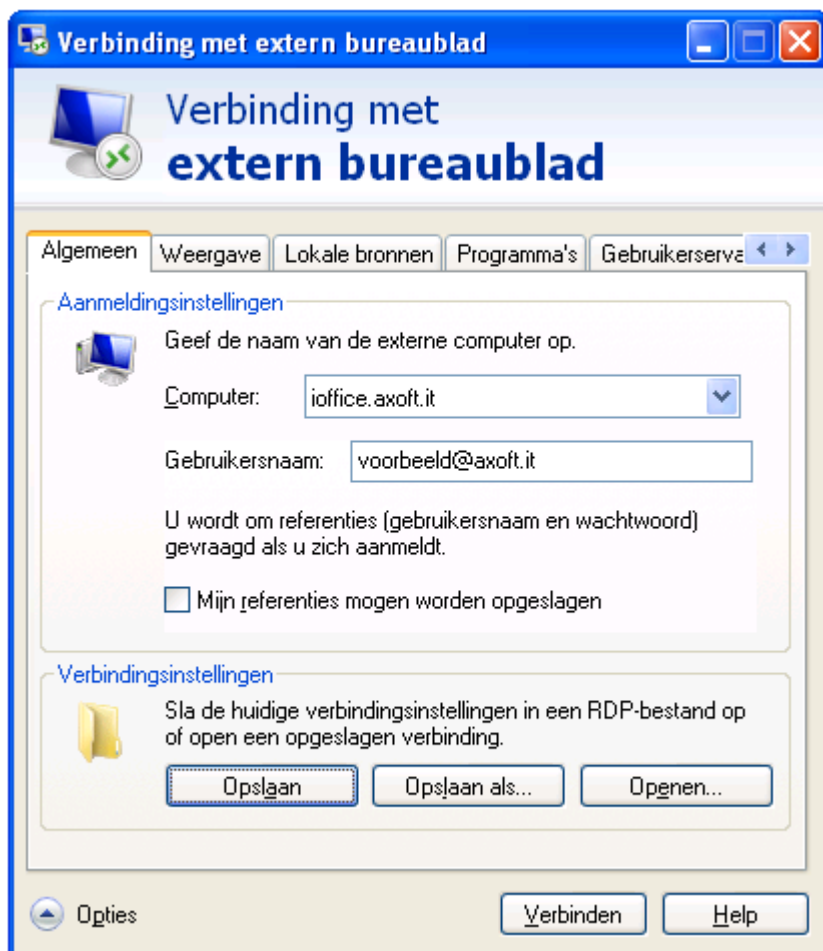 Verbinding met extern bureaublad
Verbinding met
extern bureaublad
Algemeen Weergave Lokale bronnen Programma's Gebruikerserva
Aanmeldingsinstellingen
Geef de naam van de externe computer op.
Computer: ioffice.axoft.it
Gebruikersnaam: voorbeeld@axoft.it
U wordt om referenties (gebruikersnaam en wachtwoord)
gevraagd als u zich aanmeldt.
Mijn referenties mogen worden opgeslagen
Verbindingsinstellingen
Sla de huidige verbindingsinstellingen in een RDP-bestand op
of open een opgeslagen verbinding.
Opslaan Opslaan als... Openen...
Opties Verbinden Help